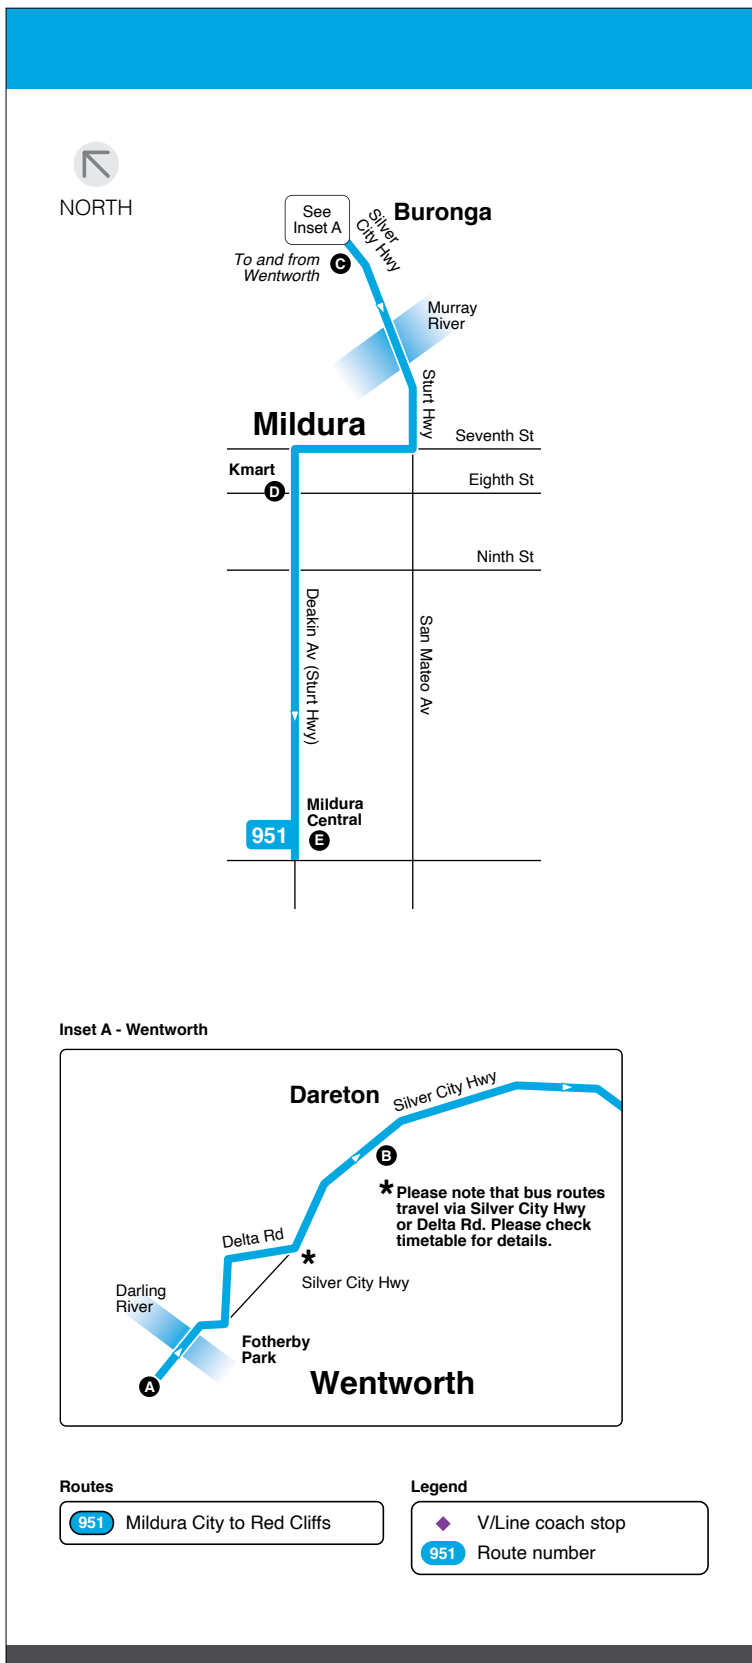 NORTH
See
Inset A
Silver
City Hwy
Buronga
To and from
Wentworth
C
Murray
River
Sturt Hwy
Mildura
Seventh St
Kmart
D
Eighth St
Ninth St
Deakin Av (Sturt Hwy)
San Mateo Av
Mildura
Central
951
E
Inset A - Wentworth
Dareton
Silver City Hwy
B
* Please note that bus routes
travel via Silver City Hwy
or Delta Rd. Please check
timetable for details.
Delta Rd
*
Silver City Hwy
Darling
River
Fotherby
Park
A
Wentworth
Routes
951 Mildura City to Red Cliffs
Legend
V/Line coach stop
951 Route number